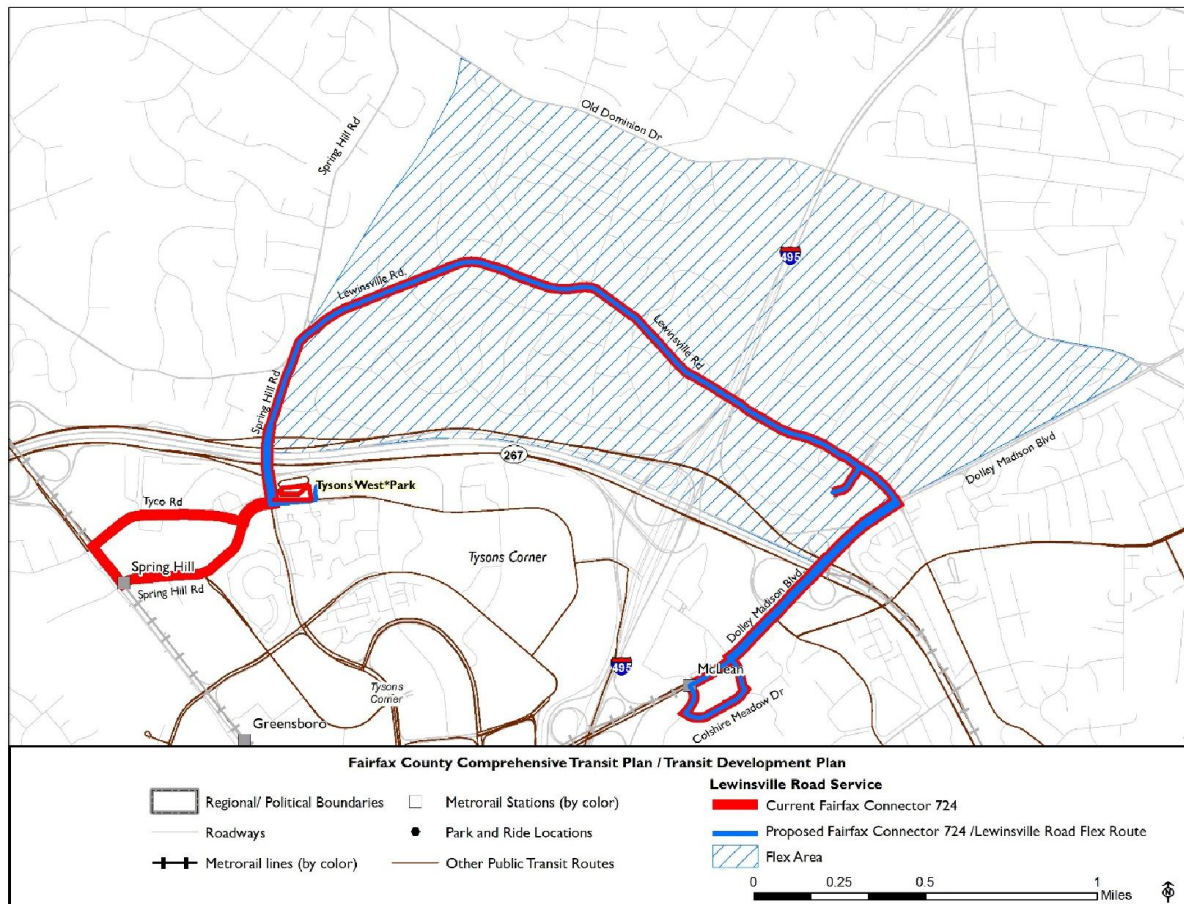 Old Dominion Dr
Spring Hill Rd
495
Lewinsville Rd.
Lewinsville Rd
Spring Hill Rd
Dolley Madison Blvd
267
Tysons West*Park
Tyco Rd
Tysons Corner
Spring Hill
Spring Hill Rd
Dolley Madison Blvd
495
McLean
Tysons
Corner
Colshire Meadow Dr
Greensboro
Fairfax County Comprehensive Transit Plan / Transit Development Plan
Regional/ Political Boundaries
Metrorail Stations (by color)
Roadways
Park and Ride Locations
Metrorail lines (by color)
Other Public Transit Routes
Lewinsville Road Service
Current Fairfax Connector 724
Proposed Fairfax Connector 724 /Lewinsville Road Flex Route
Flex Area
0 0.25 0.5 1
Miles
N